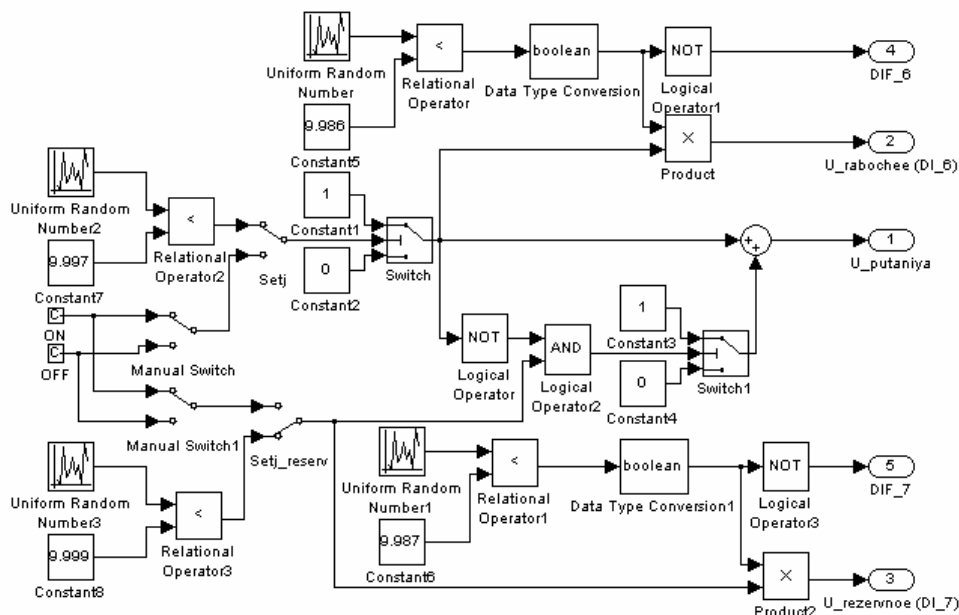 Uniform Random
Number
<
Relational
Operator
boolean
Data Type Conversion
NOT
Logical
Operator1
4
DIF_6
9.986
Constant5
×
Product
2
U_rabochee (DI_6)
Uniform Random
Number2
<
Relational
Operator2
9.997
Constant7
Setj
1
Constant1
0
Constant2
Switch
+
+
1
U_putaniya
C
ON
C
OFF
Manual Switch
Manual Switch1
NOT
Logical
Operator
AND
Logical
Operator2
1
Constant3
0
Constant4
Switch1
Setj_reserv
Uniform Random
Number3
<
Relational
Operator3
9.999
Constant8
Uniform Random
Number1
<
Relational
Operator1
9.987
Constant6
boolean
Data Type Conversion1
NOT
Logical
Operator3
5
DIF_7
×
Product2
3
U_rezervnoe (DI_7)